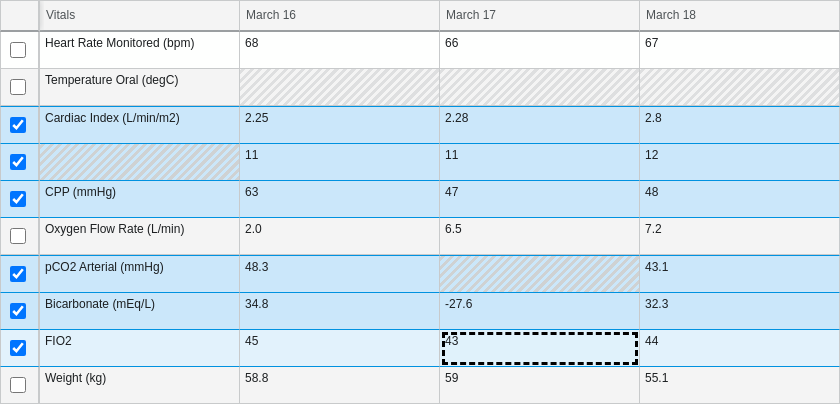 Vitals March 16 March 17 March 18
Heart Rate Monitored (bpm) 68 66 67
Temperature Oral (degC)
Cardiac Index (L/min/m2) 2.25 2.28 2.8
11 11 12
CPP (mmHg) 63 47 48
Oxygen Flow Rate (L/min) 2.0 6.5 7.2
pCO2 Arterial (mmHg) 48.3 43.1
Bicarbonate (mEq/L) 34.8 -27.6 32.3
FIO2 45 43 44
Weight (kg) 58.8 59 55.1